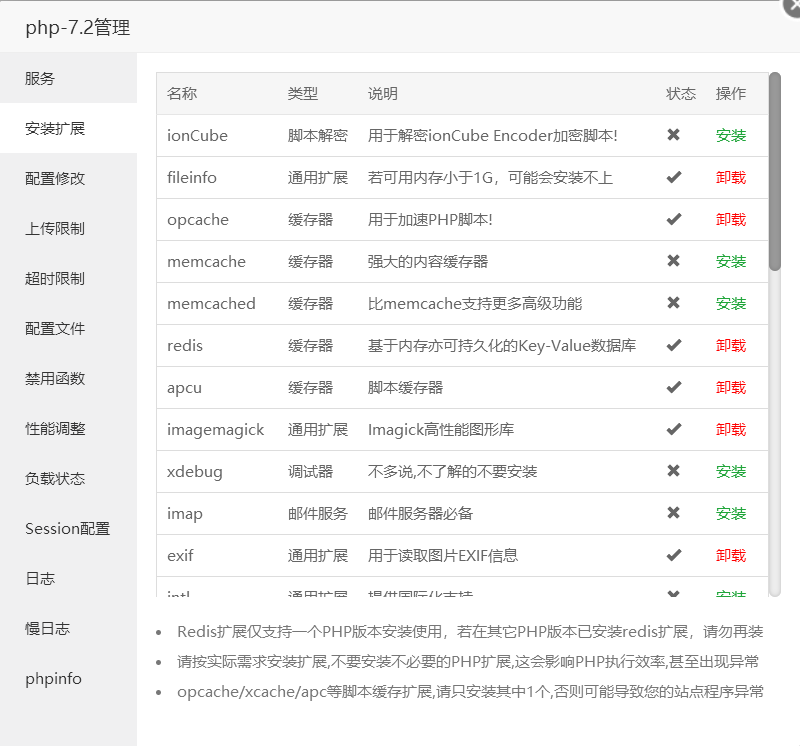 php-7.2管理
服务
安装扩展
配置修改
上传限制
超时限制
配置文件
禁用函数
性能调整
负载状态
Session配置
日志
慢日志
phpinfo
名称 类型 说明 状态 操作
ionCube 脚本解密 用于解密ionCube Encoder加密脚本! 安装
fileinfo 通用扩展 若可用内存小于1G，可能会安装不上 卸载
opcache 缓存器 用于加速PHP脚本! 卸载
memcache 缓存器 强大的内容缓存器 安装
memcached 缓存器 比memcache支持更多高级功能 安装
redis 缓存器 基于内存亦可持久化的Key-Value数据库 卸载
apcu 缓存器 脚本缓存器 卸载
imagemagick 通用扩展 Imagick高性能图形库 卸载
xdebug 调试器 不多说,不了解的不要安装 安装
imap 邮件服务 邮件服务器必备 安装
exif 通用扩展 用于读取图片EXIF信息 卸载
intl 通用扩展 提供国际化支持 安装
Redis扩展仅支持一个PHP版本安装使用，若在其它PHP版本已安装redis扩展，请勿再装
请按实际需求安装扩展,不要安装不必要的PHP扩展,这会影响PHP执行效率,甚至出现异常
opcache/xcache/apc等脚本缓存扩展,请只安装其中1个,否则可能导致您的站点程序异常